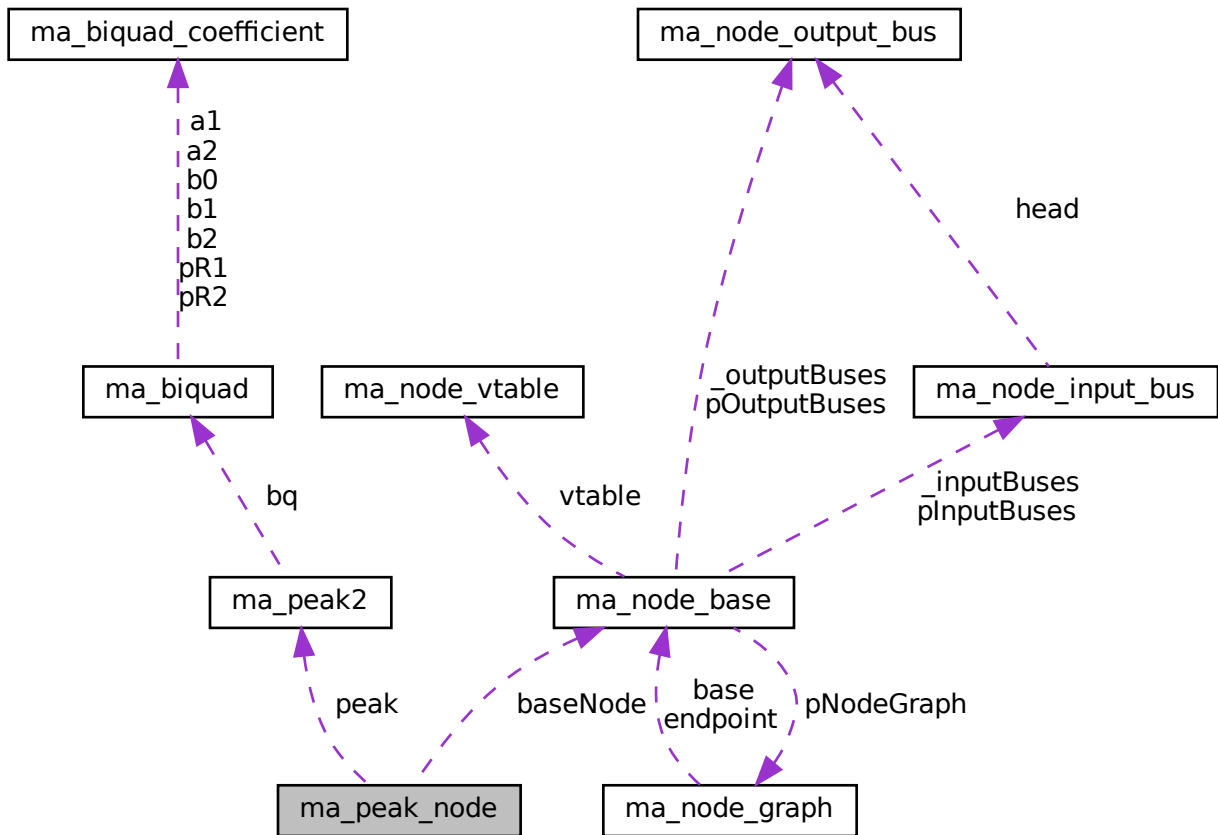 ma_biquad_coefficient
ma_node_output_bus
a1
a2
b0
b1
b2
pR1
pR2
head
ma_biquad
ma_node_vtable
_outputBuses
pOutputBuses
ma_node_input_bus
bq
vtable
_inputBuses
pInputBuses
ma_peak2
ma_node_base
peak
baseNode
base
endpoint
pNodeGraph
ma_peak_node
ma_node_graph